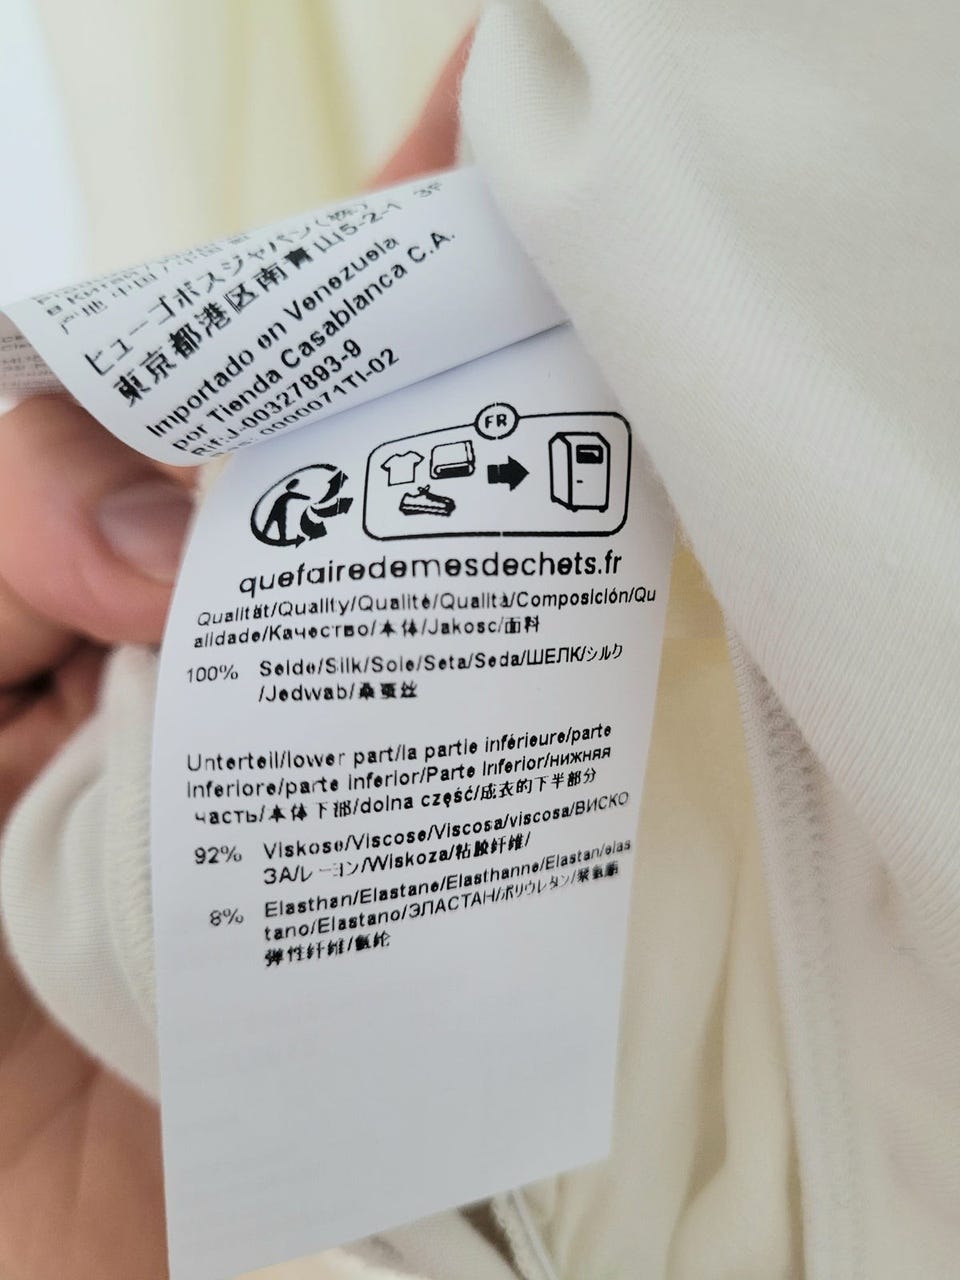 ヒューゴボスジャパン(株)
東京都港区南青山5-2-1 3F
Importado en Venezuela
por Tienda Casablanca C.A.
Rif:J-00327893-9
0000071TI-02
FR
quefairedemesdechets.fr
Qualität/Quality/Qualité/Qualità/Composición/Qu
alidade/Качество/本体/Jakosc/面料
100% Seide/Silk/Soie/Seta/Seda/ШЕЛК/シルク
/Jedwab/桑蚕丝
Unterteil/lower part/la partie inférieure/parte
inferiore/parte inferior/Parte Inferior/нижняя
часть/本体下部/dolna część/成衣的下半部分
92% Viskose/Viscose/Viscosa/viscosa/ВИСКО
ЗА/レーヨン/Wiskoza/粘胶纤维/
8% Elasthan/Elastane/Elasthanne/Elastan/elas
tano/Elastano/ЭЛАСТАН/ポリウレタン/聚氨酯
弹性纤维/氨纶